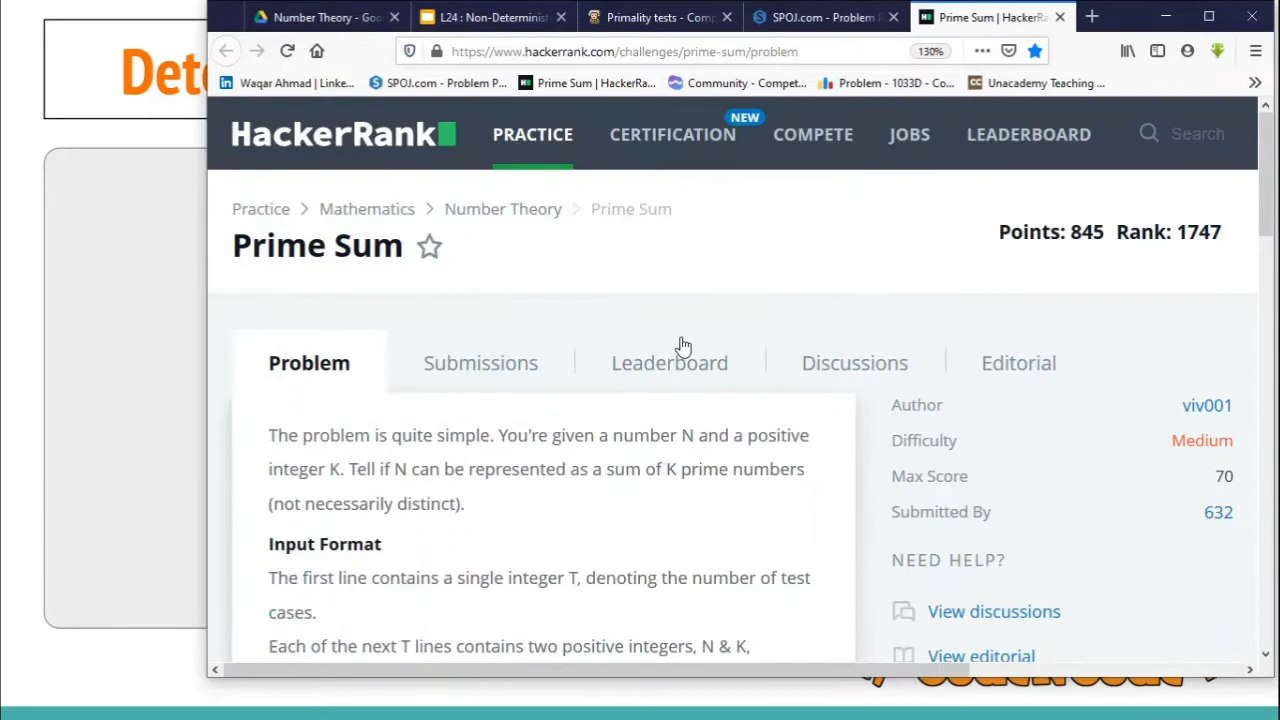 Dete
Number Theory - Goo
L24 : Non-Determinist
Primality tests - Comp
SPOJ.com - Problem P
Prime Sum | HackerRa
https://www.hackerrank.com/challenges/prime-sum/problem
130%
Waqar Ahmad | Linke...
SPOJ.com - Problem P...
Prime Sum | HackerRa...
Community - Compet...
Problem - 1033D - Co...
Unacademy Teaching ...
NEW
HackerRank
PRACTICE
CERTIFICATION
COMPETE
JOBS
LEADERBOARD
Search
Practice > Mathematics > Number Theory > Prime Sum
Prime Sum
Points: 845 Rank: 1747
Problem
Submissions
Leaderboard
Discussions
Editorial
The problem is quite simple. You're given a number N and a positive
integer K. Tell if N can be represented as a sum of K prime numbers
(not necessarily distinct).
Input Format
The first line contains a single integer T, denoting the number of test
cases.
Each of the next T lines contains two positive integers, N & K,
Author viv001
Difficulty Medium
Max Score 70
Submitted By 632
NEED HELP?
View discussions
View editorial